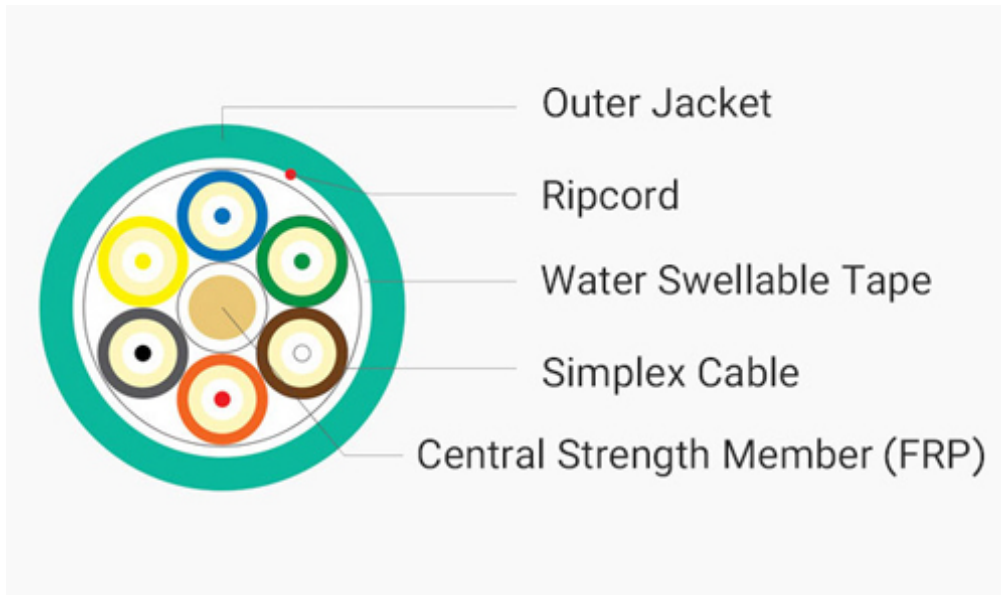 Outer Jacket
Ripcord
Water Swellable Tape
Simplex Cable
Central Strength Member (FRP)